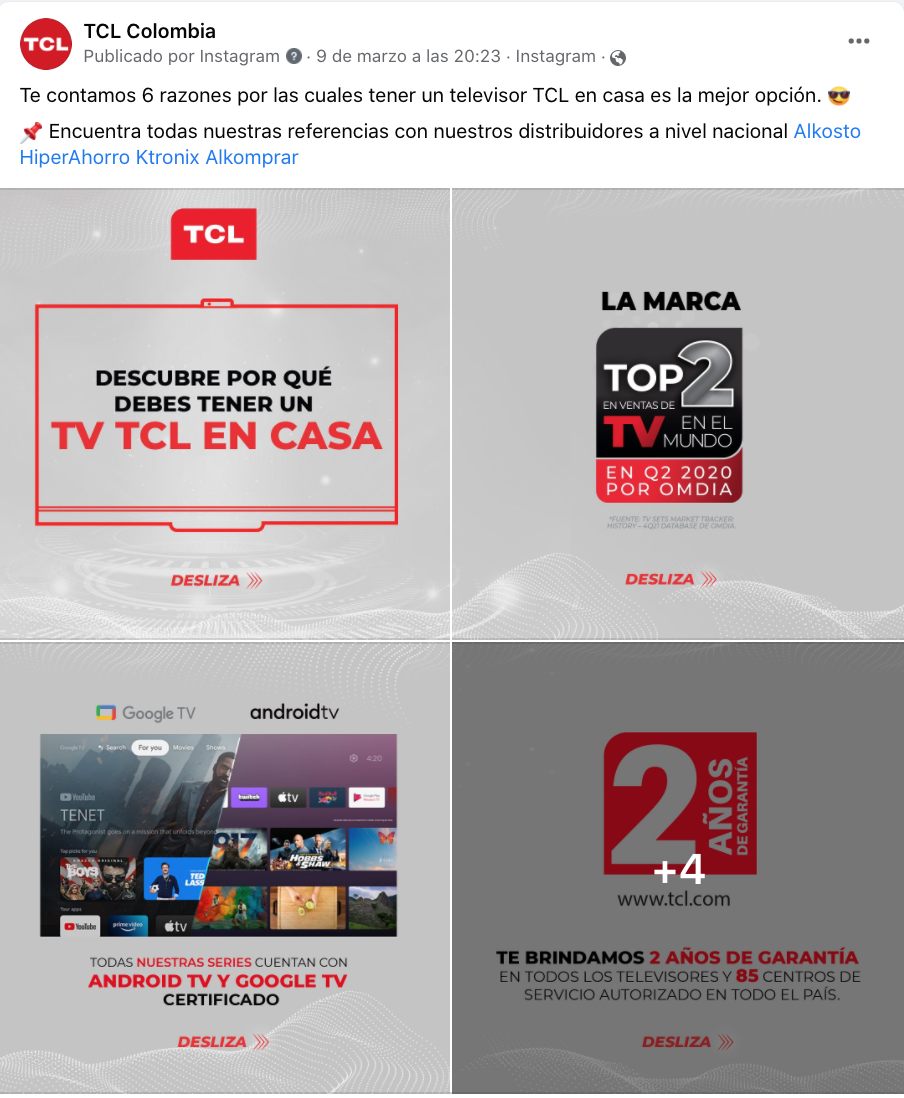 TCL
TCL Colombia
Publicado por Instagram · 9 de marzo a las 20:23 · Instagram ·
Te contamos 6 razones por las cuales tener un televisor TCL en casa es la mejor opción. 😎
📌 Encuentra todas nuestras referencias con nuestros distribuidores a nivel nacional Alkosto
HiperAhorro Ktronix Alkomprar
TCL
DESCUBRE POR QUÉ
DEBES TENER UN
TV TCL EN CASA
DESLIZA
LA MARCA
TOP 2
EN VENTAS DE
TV EN EL
MUNDO
EN Q2 2020
POR OMDIA
*FUENTE: TV SETS MARKET TRACKER:
HISTORY – 4Q21 DATABASE DE OMDIA.
DESLIZA
Google TV
androidtv
Google TV Search For you Movies Shows
4:20
YouTube
TENET
The Protagonist goes on a mission that unfolds beyond
Top picks for you
Your apps
twitch
tv
HOBBS
& SHAW
BOYS
TED
LASS
YouTube
prime video
tv
TODAS NUESTRAS SERIES CUENTAN CON
ANDROID TV Y GOOGLE TV
CERTIFICADO
DESLIZA
2 AÑOS
DE GARANTÍA
+4
www.tcl.com
TE BRINDAMOS 2 AÑOS DE GARANTÍA
EN TODOS LOS TELEVISORES Y 85 CENTROS DE
SERVICIO AUTORIZADO EN TODO EL PAÍS.
DESLIZA